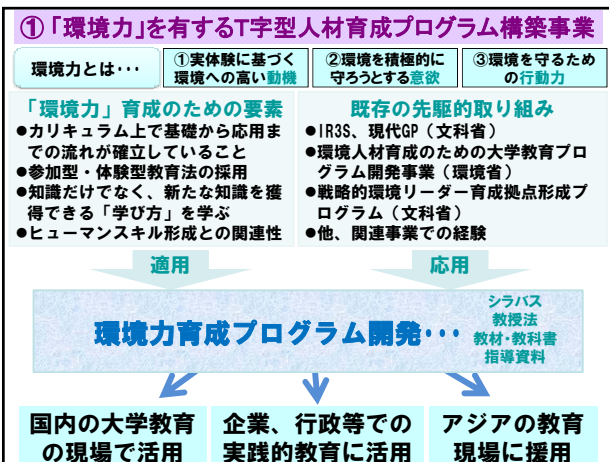 ①「環境力」を有するT字型人材育成プログラム構築事業
環境力とは･･･
①実体験に基づく
環境への高い動機
②環境を積極的に
守ろうとする意欲
③環境を守るため
の行動力
「環境力」育成のための要素
●カリキュラム上で基礎から応用ま
での流れが確立していること
●参加型・体験型教育法の採用
●知識だけでなく、新たな知識を獲
得できる「学び方」を学ぶ
●ヒューマンスキル形成との関連性
既存の先駆的取り組み
●IR3S、現代GP（文科省）
●環境人材育成のための大学教育プロ
グラム開発事業（環境省）
●戦略的環境リーダー育成拠点形成プ
ログラム（文科省）
●他、関連事業での経験
適用
応用
環境力育成プログラム開発･･･
シラバス
教授法
教材・教科書
指導資料
国内の大学教育
の現場で活用
企業、行政等での
実践的教育に活用
アジアの教育
現場に援用